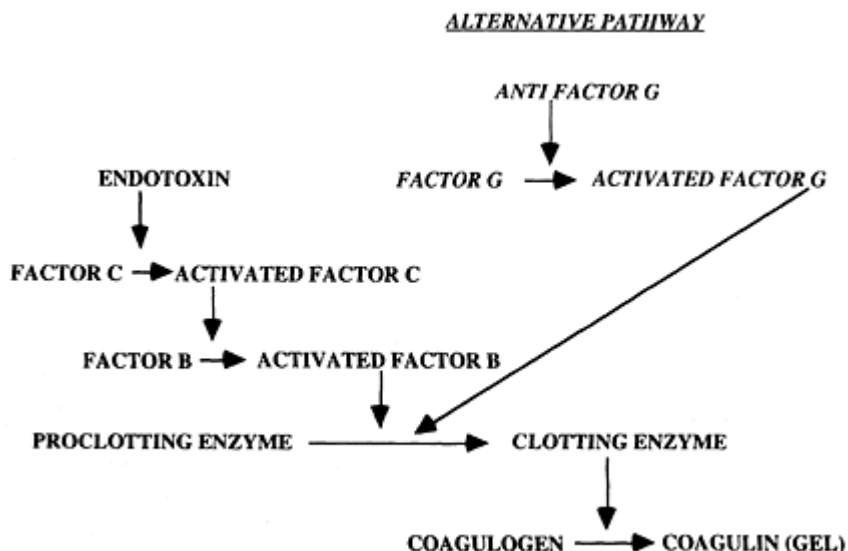 ALTERNATIVE PATHWAY
ANTI FACTOR G
ENDOTOXIN
FACTOR G ACTIVATED FACTOR G
FACTOR C ACTIVATED FACTOR C
FACTOR B ACTIVATED FACTOR B
PROCLOTTING ENZYME CLOTTING ENZYME
COAGULOGEN COAGULIN (GEL)